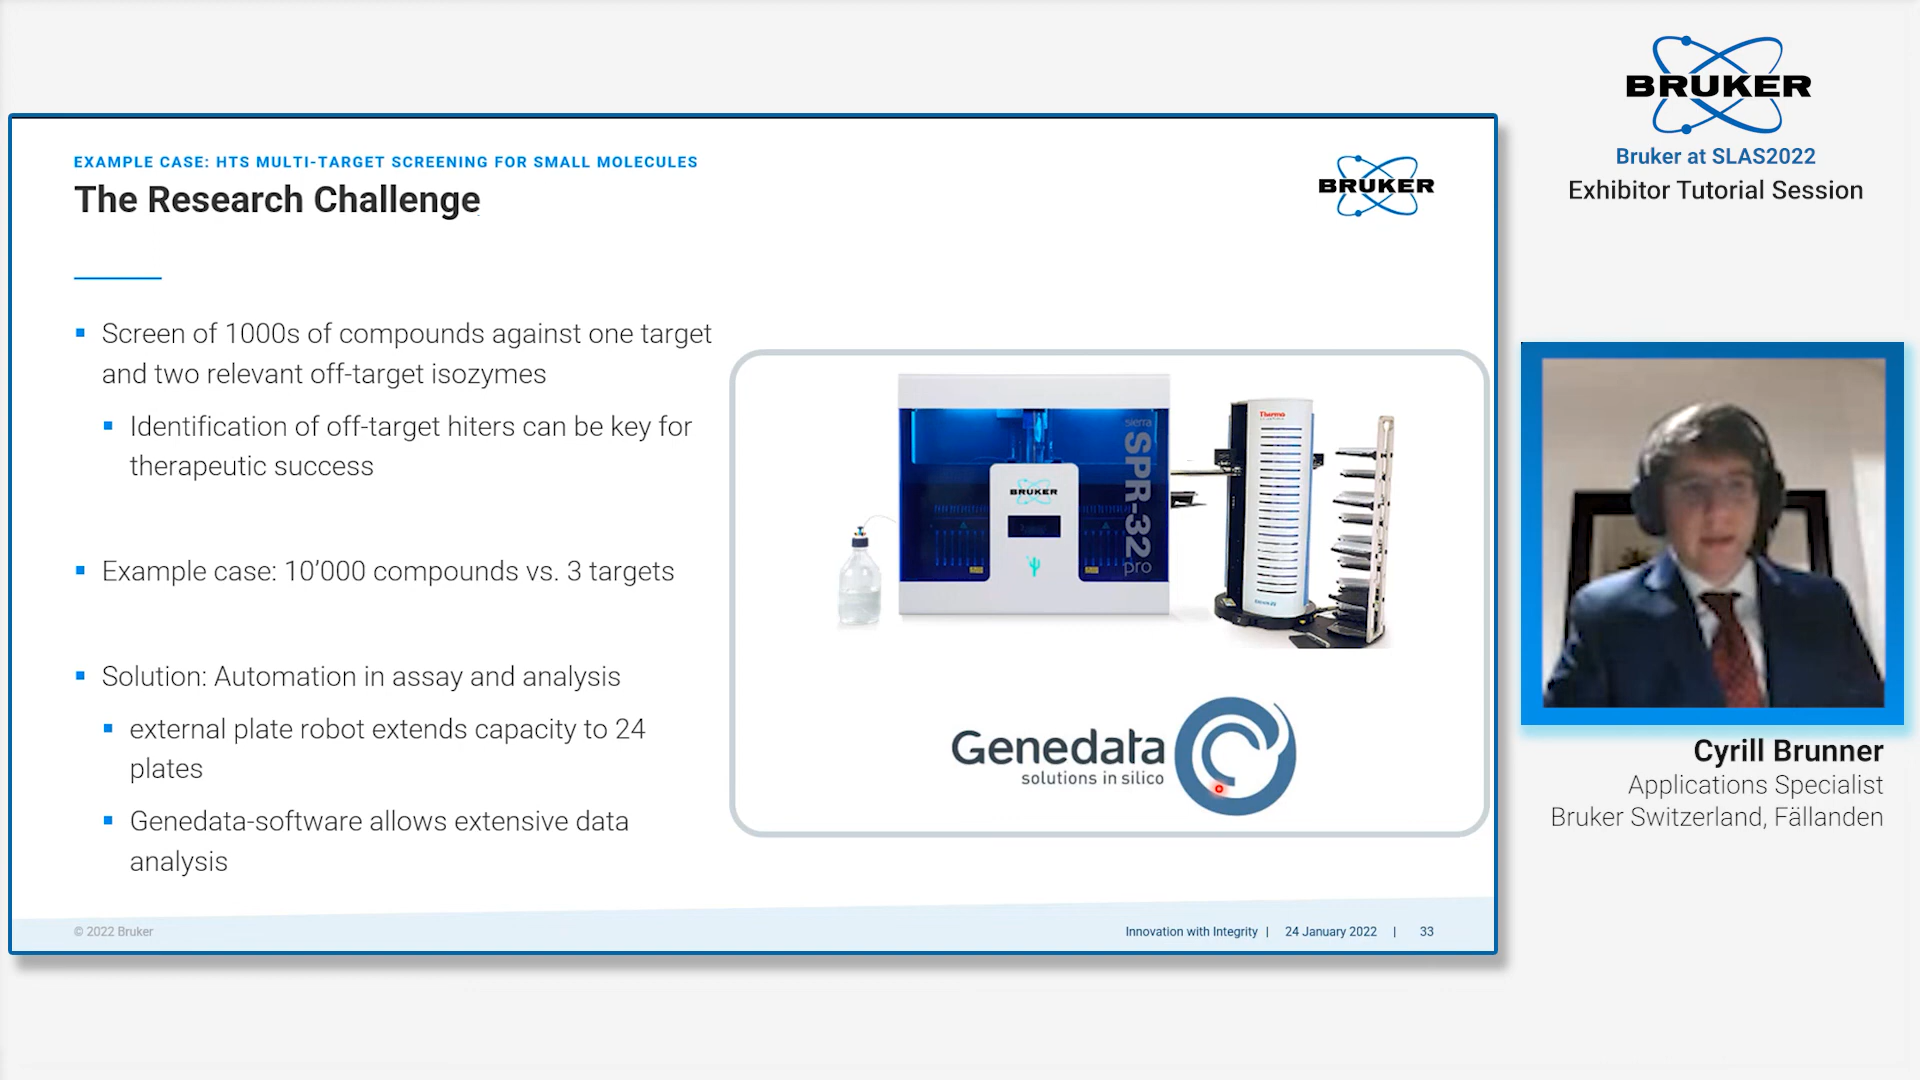 BRUKER
Bruker at SLAS2022
Exhibitor Tutorial Session
EXAMPLE CASE: HTS MULTI-TARGET SCREENING FOR SMALL MOLECULES
The Research Challenge
BRUKER
Screen of 1000s of compounds against one target
and two relevant off-target isozymes
Identification of off-target hiters can be key for
therapeutic success
Example case: 10’000 compounds vs. 3 targets
Solution: Automation in assay and analysis
external plate robot extends capacity to 24
plates
Genedata-software allows extensive data
analysis
sierra
SPR-32
pro
BRUKER
Thermo
Genedata
solutions in silico
Cyrill Brunner
Applications Specialist
Bruker Switzerland, Fällanden
© 2022 Bruker
Innovation with Integrity | 24 January 2022 | 33